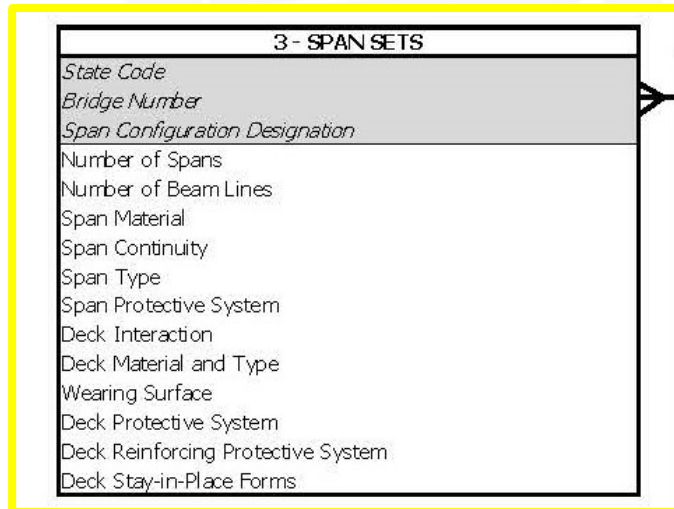 3 - SPAN SETS
State Code
Bridge Number
Span Configuration Designation
Number of Spans
Number of Beam Lines
Span Material
Span Continuity
Span Type
Span Protective System
Deck Interaction
Deck Material and Type
Wearing Surface
Deck Protective System
Deck Reinforcing Protective System
Deck Stay-in-Place Forms